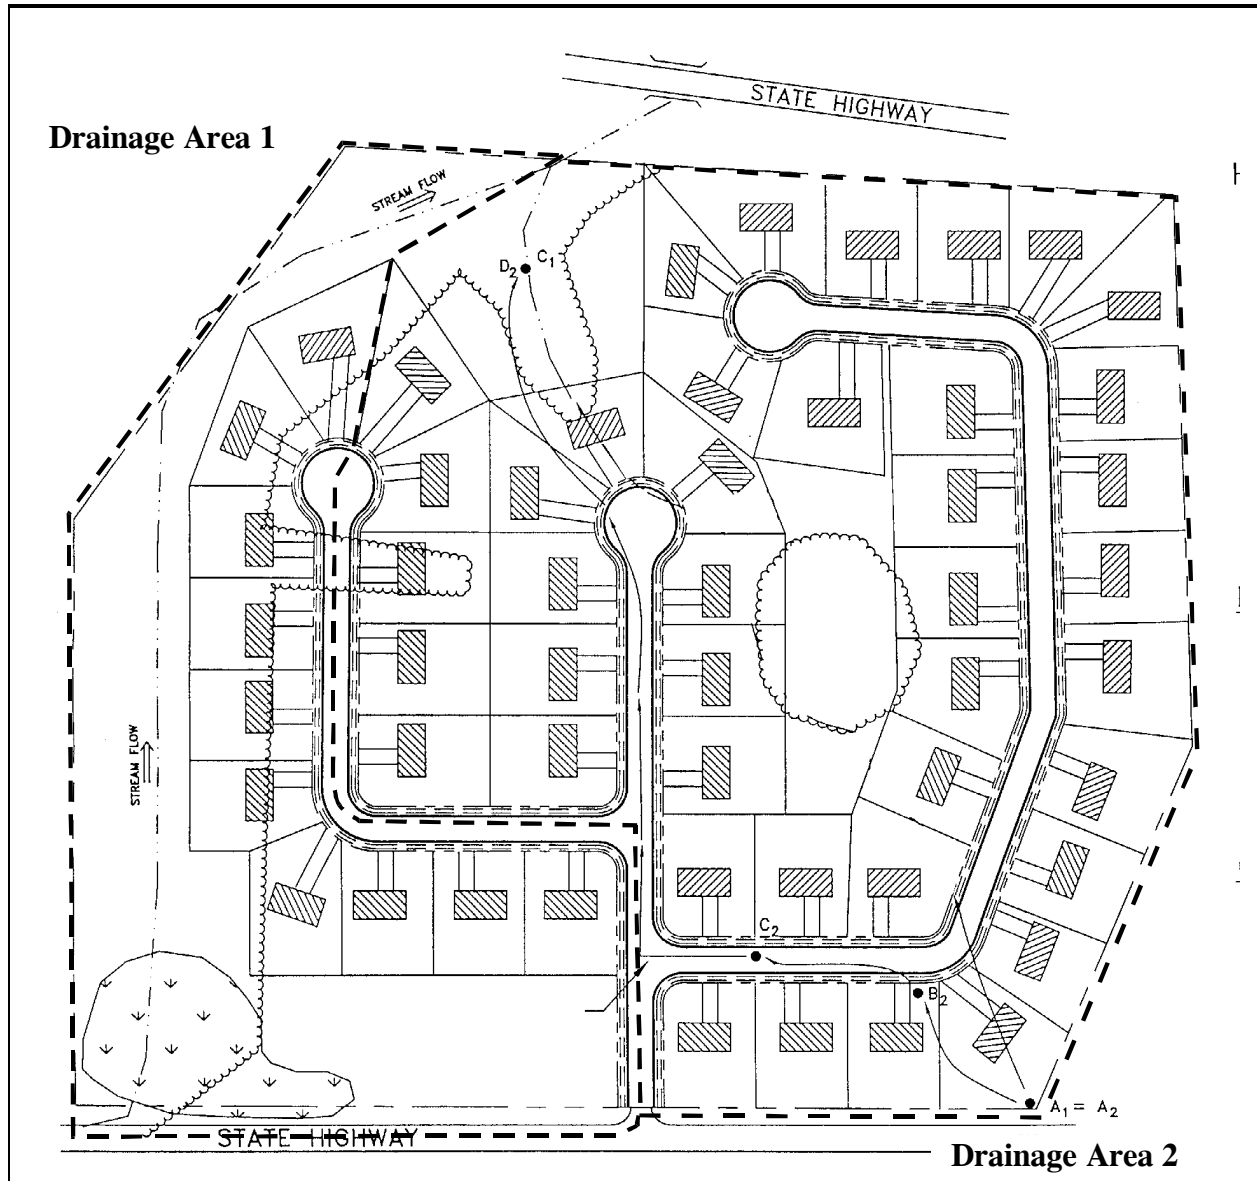 STATE HIGHWAY
Drainage Area 1
STREAM FLOW
D2 C1
STREAM FLOW
C2
B2
A1 = A2
STATE HIGHWAY
Drainage Area 2